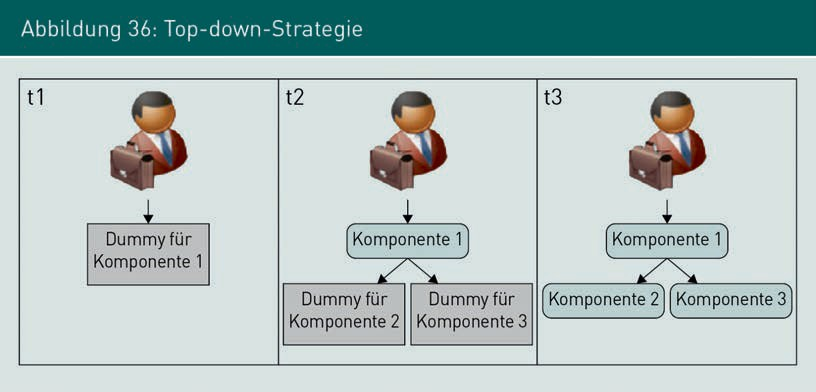 Abbildung 36: Top-down-Strategie
t1
Dummy für
Komponente 1
t2
Komponente 1
Dummy für
Komponente 2
Dummy für
Komponente 3
t3
Komponente 1
Komponente 2
Komponente 3